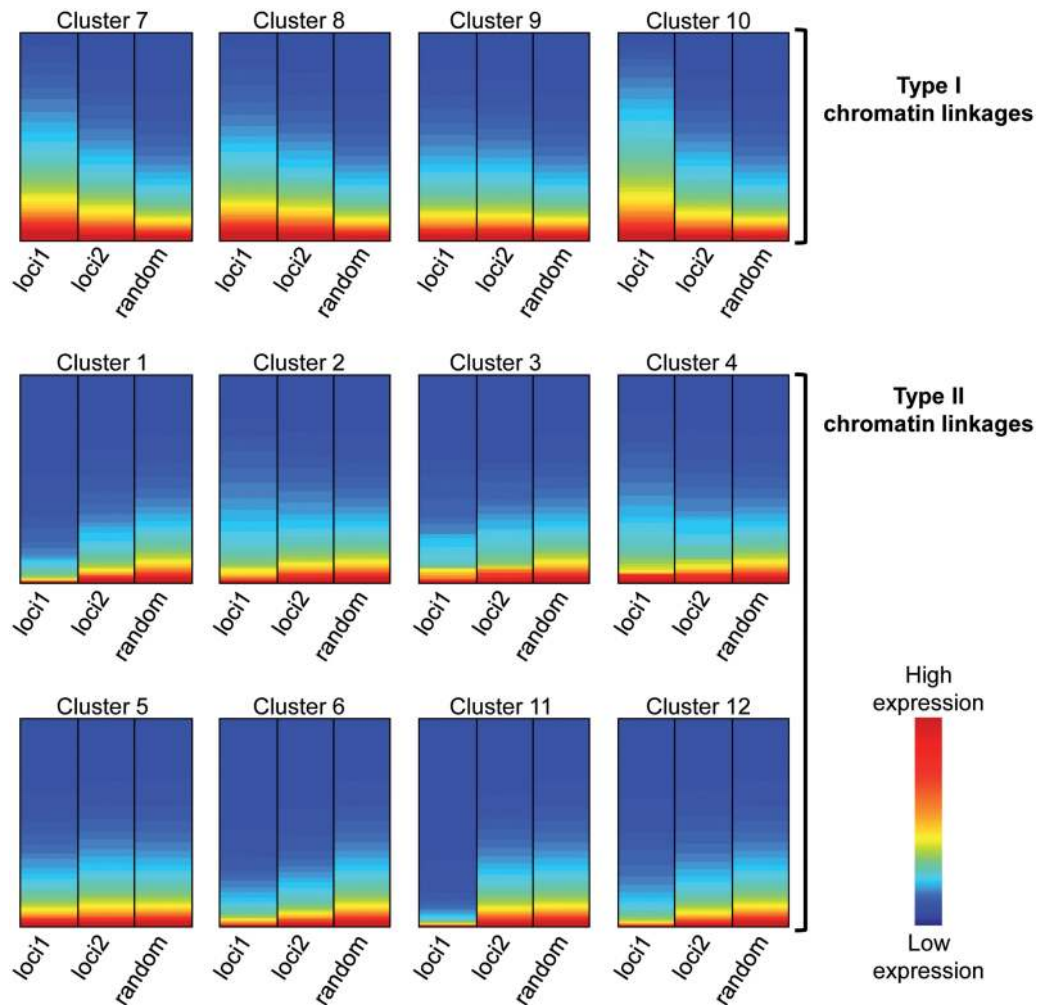 Cluster 7 Cluster 8 Cluster 9 Cluster 10
Type I
chromatin linkages
loci1 loci2 random loci1 loci2 random loci1 loci2 random loci1 loci2 random
Cluster 1 Cluster 2 Cluster 3 Cluster 4
Type II
chromatin linkages
loci1 loci2 random loci1 loci2 random loci1 loci2 random loci1 loci2 random
High
expression
Cluster 5 Cluster 6 Cluster 11 Cluster 12
loci1 loci2 random loci1 loci2 random loci1 loci2 random loci1 loci2 random
Low
expression